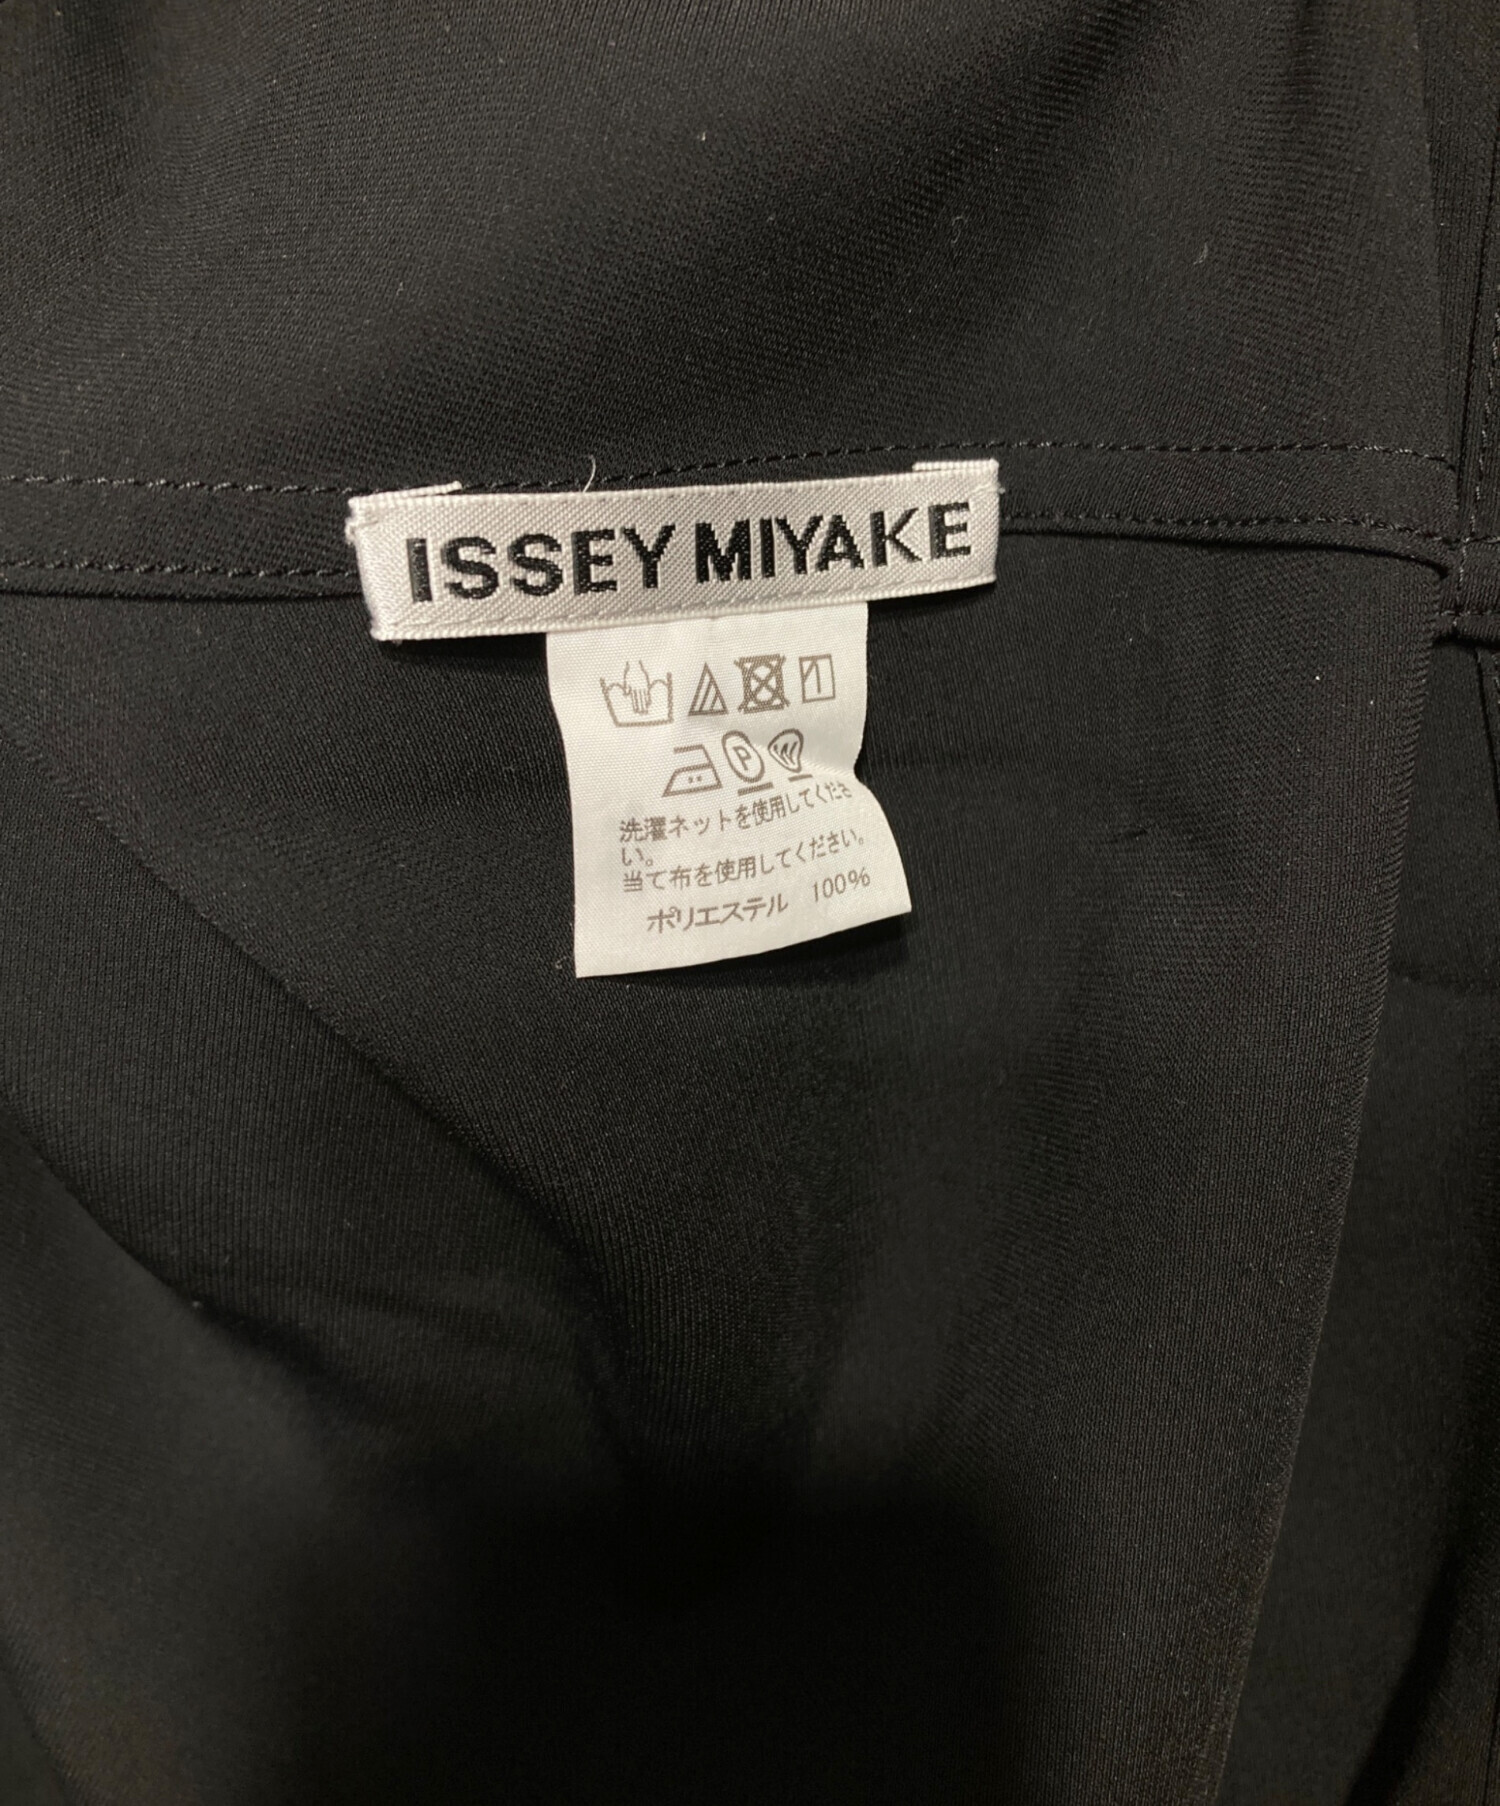 ISSEY MIYAKE
P W
洗濯ネットを使用してくださ
い。
当て布を使用してください。
ポリエステル 100%